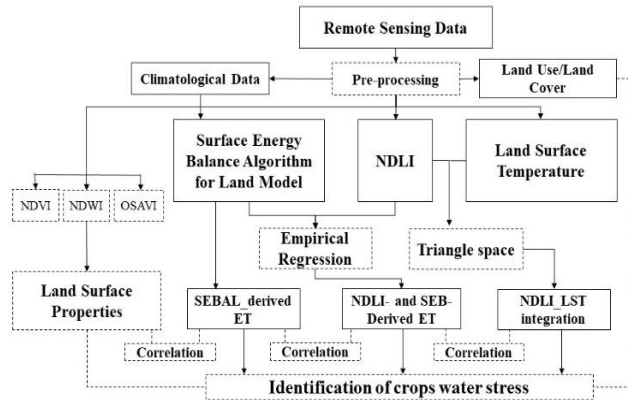 Remote Sensing Data
Climatological Data
Pre-processing
Land Use/Land
Cover
Surface Energy
Balance Algorithm
for Land Model
NDLI
Land Surface
Temperature
NDVI
NDWI
OSAVI
Empirical
Regression
Triangle space
Land Surface
Properties
SEBAL_derived
ET
NDLI- and SEB-
Derived ET
NDLI_LST
integration
Correlation
Correlation
Correlation
Identification of crops water stress